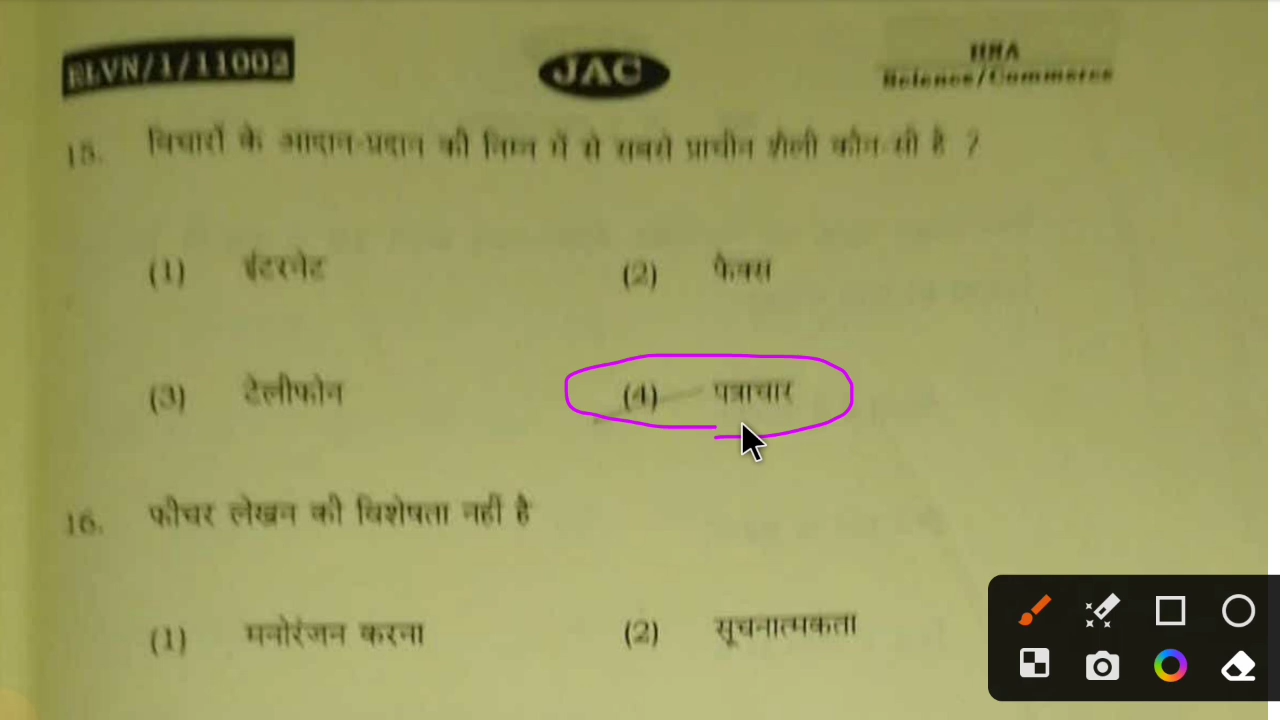 ELVN/1/11002
JAC
HNA
Science/Commerce
15. विचारों के आदान-प्रदान की निम्न में से सबसे प्राचीन शैली कौन-सी है ?
(1) इंटरनेट (2) फैक्स
(3) टेलीफोन (4) पत्राचार
16. फीचर लेखन की विशेषता नहीं है
(1) मनोरंजन करना (2) सूचनात्मकता